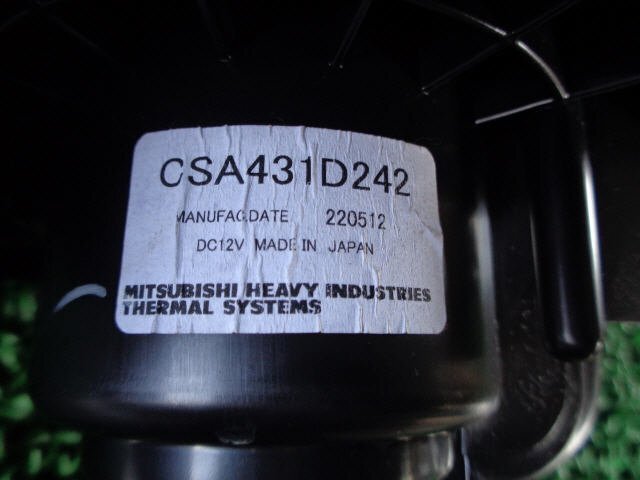 CSA431D242
MANUFAC.DATE 220512
DC12V MADE IN JAPAN
MITSUBISHI HEAVY INDUSTRIES
THERMAL SYSTEMS